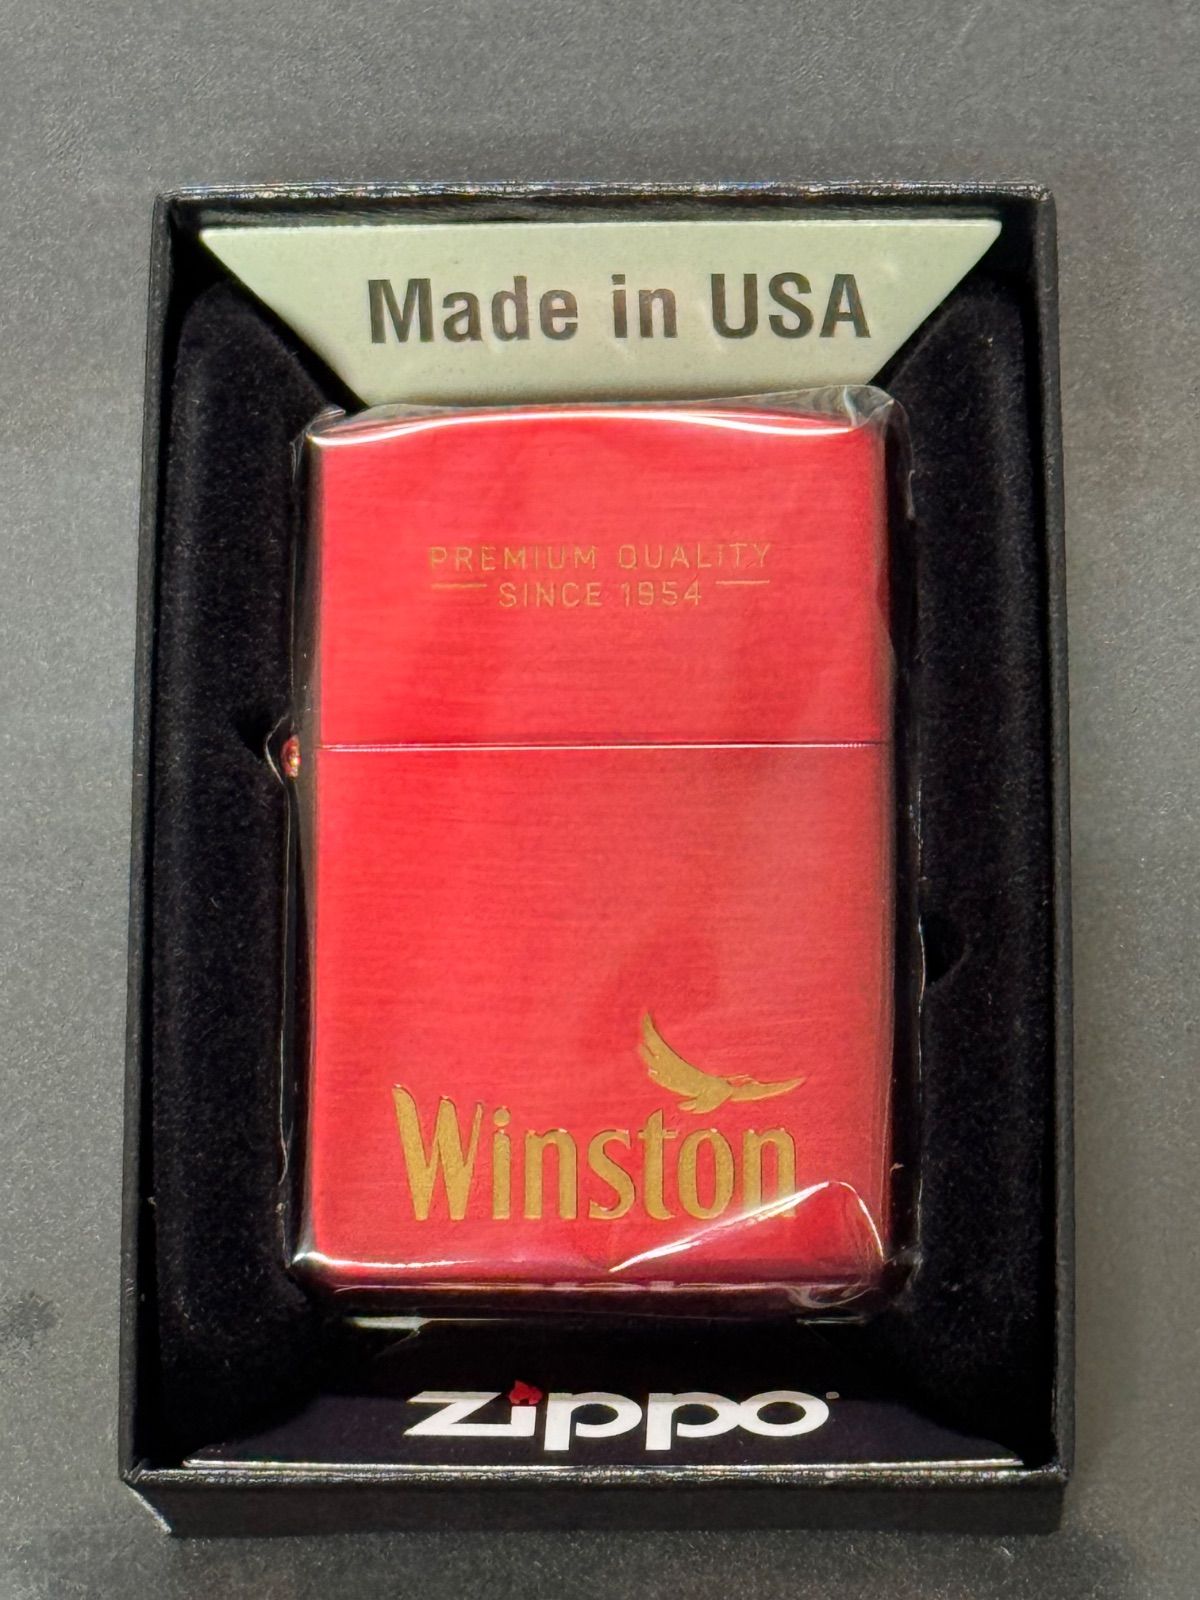 Made in USA
PREMIUM QUALITY
SINCE 1954
Winston
Zippo